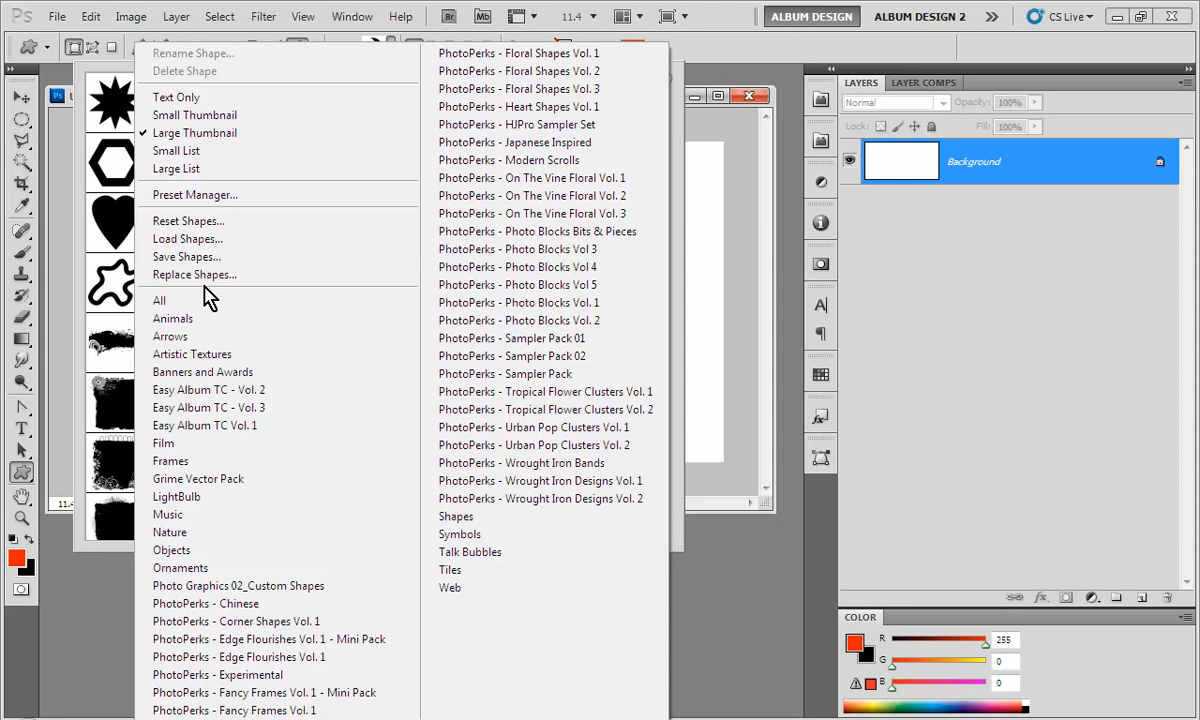 Ps File Edit Image Layer Select Filter View Window Help Br Mb 11.4 ALBUM DESIGN ALBUM DESIGN 2 CS Live
Rename Shape...
Delete Shape
Text Only
Small Thumbnail
Large Thumbnail
Small List
Large List
Preset Manager...
Reset Shapes...
Load Shapes...
Save Shapes...
Replace Shapes...
All
Animals
Arrows
Artistic Textures
Banners and Awards
Easy Album TC - Vol. 2
Easy Album TC - Vol. 3
Easy Album TC Vol. 1
Film
Frames
Grime Vector Pack
LightBulb
Music
Nature
Objects
Ornaments
Photo Graphics 02_Custom Shapes
PhotoPerks - Chinese
PhotoPerks - Corner Shapes Vol. 1
PhotoPerks - Edge Flourishes Vol. 1 - Mini Pack
PhotoPerks - Edge Flourishes Vol. 1
PhotoPerks - Experimental
PhotoPerks - Fancy Frames Vol. 1 - Mini Pack
PhotoPerks - Fancy Frames Vol. 1
PhotoPerks - Floral Shapes Vol. 1
PhotoPerks - Floral Shapes Vol. 2
PhotoPerks - Floral Shapes Vol. 3
PhotoPerks - Heart Shapes Vol. 1
PhotoPerks - HJPro Sampler Set
PhotoPerks - Japanese Inspired
PhotoPerks - Modern Scrolls
PhotoPerks - On The Vine Floral Vol. 1
PhotoPerks - On The Vine Floral Vol. 2
PhotoPerks - On The Vine Floral Vol. 3
PhotoPerks - Photo Blocks Bits & Pieces
PhotoPerks - Photo Blocks Vol 3
PhotoPerks - Photo Blocks Vol 4
PhotoPerks - Photo Blocks Vol 5
PhotoPerks - Photo Blocks Vol. 1
PhotoPerks - Photo Blocks Vol. 2
PhotoPerks - Sampler Pack 01
PhotoPerks - Sampler Pack 02
PhotoPerks - Sampler Pack
PhotoPerks - Tropical Flower Clusters Vol. 1
PhotoPerks - Tropical Flower Clusters Vol. 2
PhotoPerks - Urban Pop Clusters Vol. 1
PhotoPerks - Urban Pop Clusters Vol. 2
PhotoPerks - Wrought Iron Bands
PhotoPerks - Wrought Iron Designs Vol. 1
PhotoPerks - Wrought Iron Designs Vol. 2
Shapes
Symbols
Talk Bubbles
Tiles
Web
11.4
LAYERS LAYER COMPS
Normal Opacity: 100%
Lock: Fill: 100%
Background
COLOR
R 255
G 0
B 0